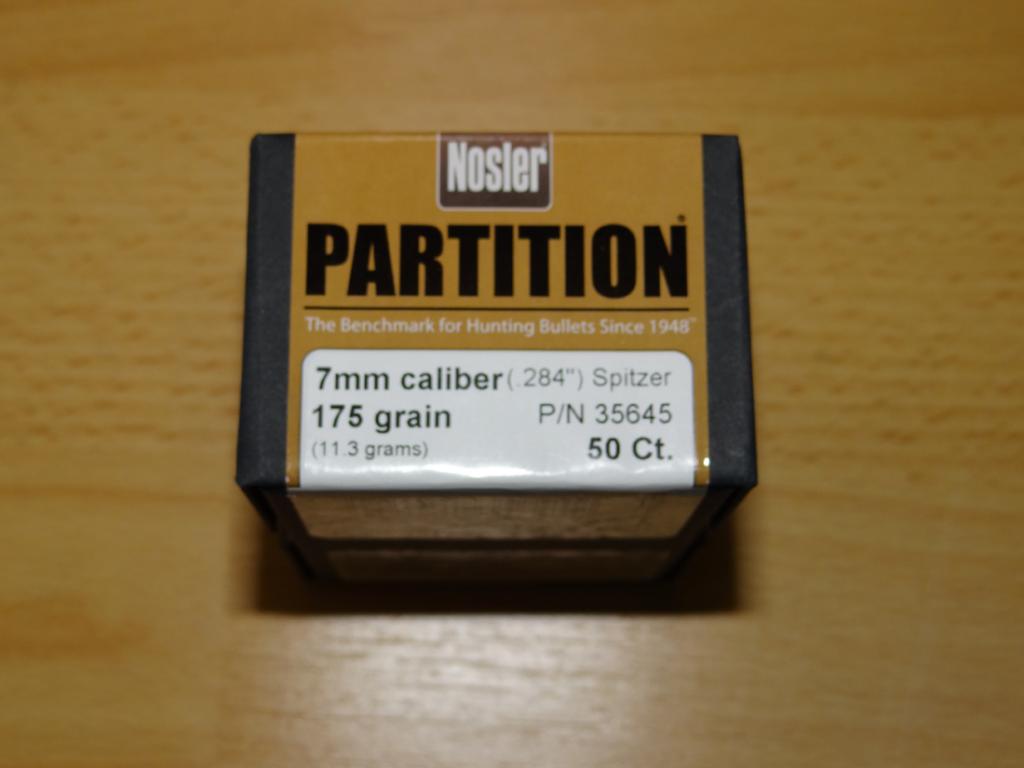 Nosler
PARTITION®
The Benchmark for Hunting Bullets Since 1948™
7mm caliber (.284") Spitzer
175 grain P/N 35645
(11.3 grams) 50 Ct.